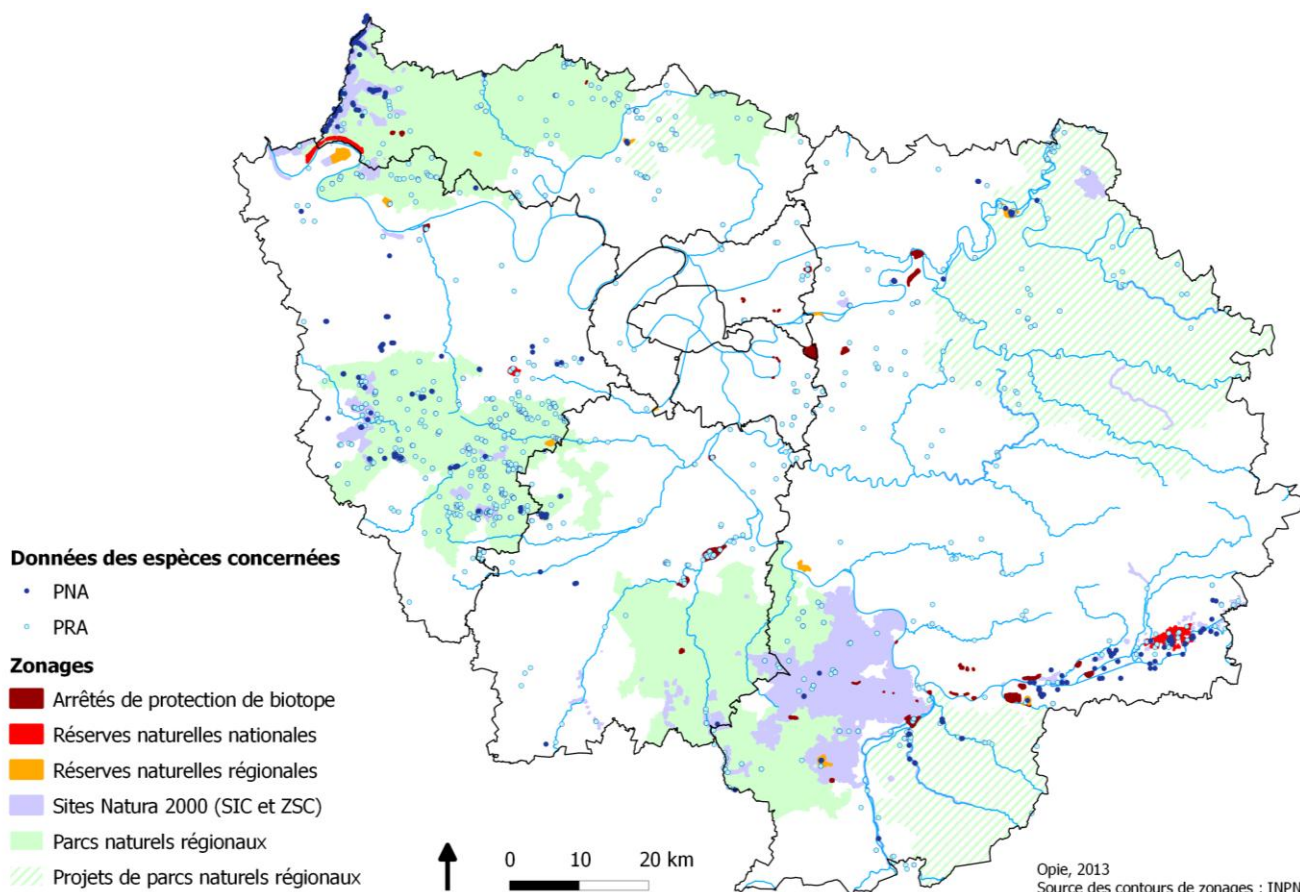 Données des espèces concernées
PNA
PRA
Zonages
Arrêtés de protection de biotope
Réserves naturelles nationales
Réserves naturelles régionales
Sites Natura 2000 (SIC et ZSC)
Parcs naturels régionaux
Projets de parcs naturels régionaux
0 10 20 km
Opie, 2013
Source des contours de zonages : INPN